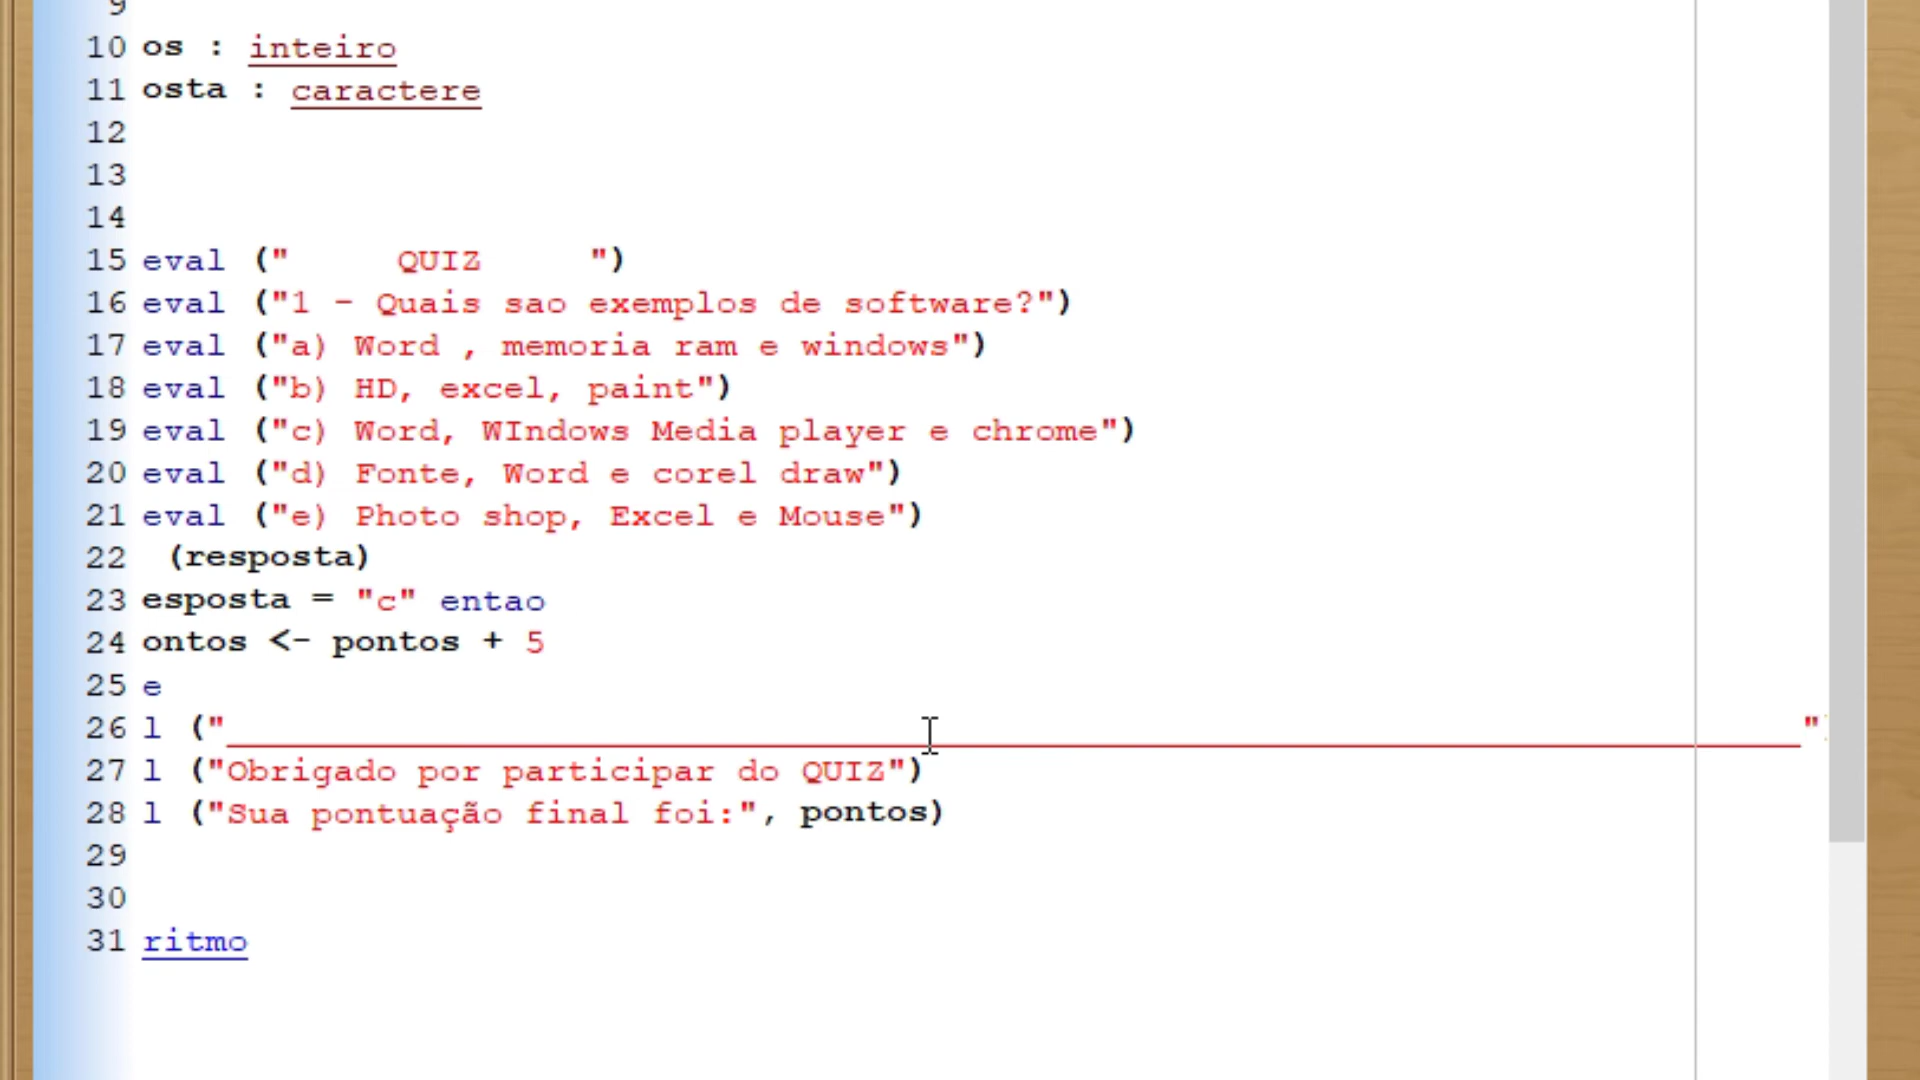 9
10 os : inteiro
11 osta : caractere
12
13
14
15 eval ("     QUIZ     ")
16 eval ("1 - Quais sao exemplos de software?")
17 eval ("a) Word , memoria ram e windows")
18 eval ("b) HD, excel, paint")
19 eval ("c) Word, WIndows Media player e chrome")
20 eval ("d) Fonte, Word e corel draw")
21 eval ("e) Photo shop, Excel e Mouse")
22 (resposta)
23 esposta = "c" entao
24 ontos <- pontos + 5
25 e
26 l ("__________________________________________________________________________")
27 l ("Obrigado por participar do QUIZ")
28 l ("Sua pontuação final foi:", pontos)
29
30
31 ritmo